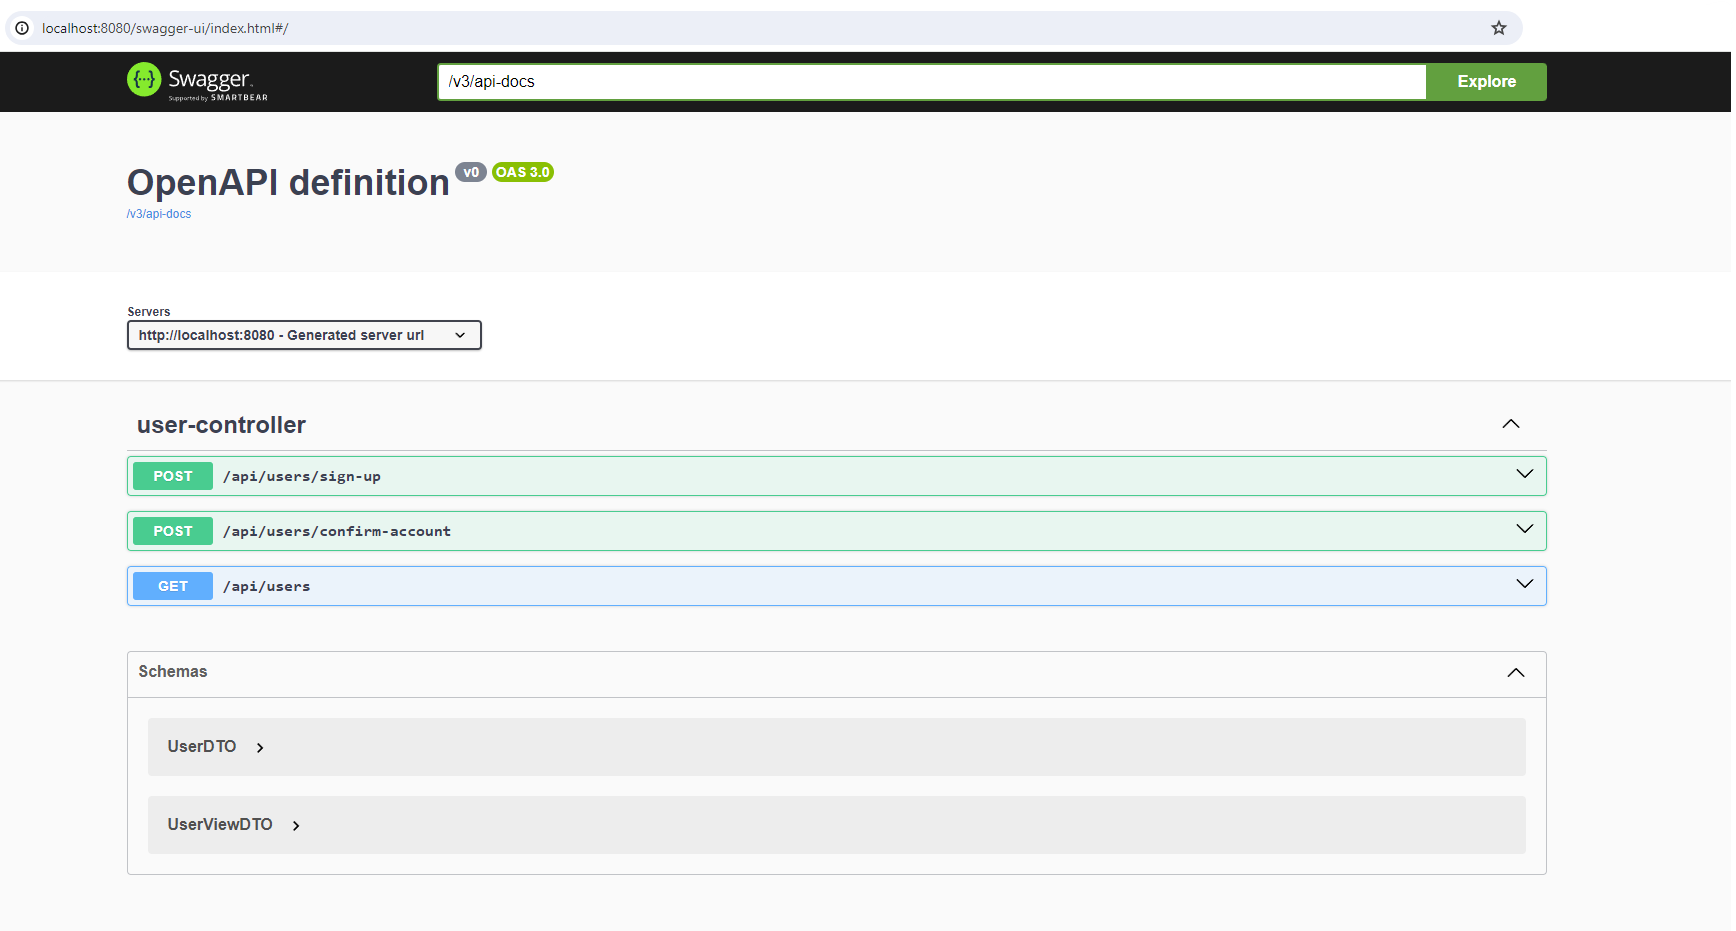 localhost:8080/swagger-ui/index.html#/
Swagger.
Supported by SMARTBEAR
/v3/api-docs
Explore
OpenAPI definition v0 OAS 3.0
/v3/api-docs
Servers
http://localhost:8080 - Generated server url
user-controller
POST /api/users/sign-up
POST /api/users/confirm-account
GET /api/users
Schemas
UserDTO
UserViewDTO